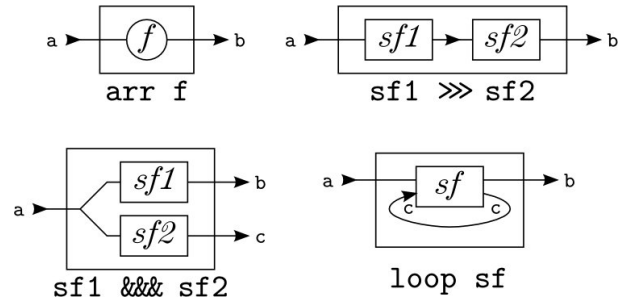 a f b
arr f
a sf1 sf2 b
sf1 >>> sf2
a sf1 b
sf2 c
sf1 &&& sf2
a sf b
c c
loop sf